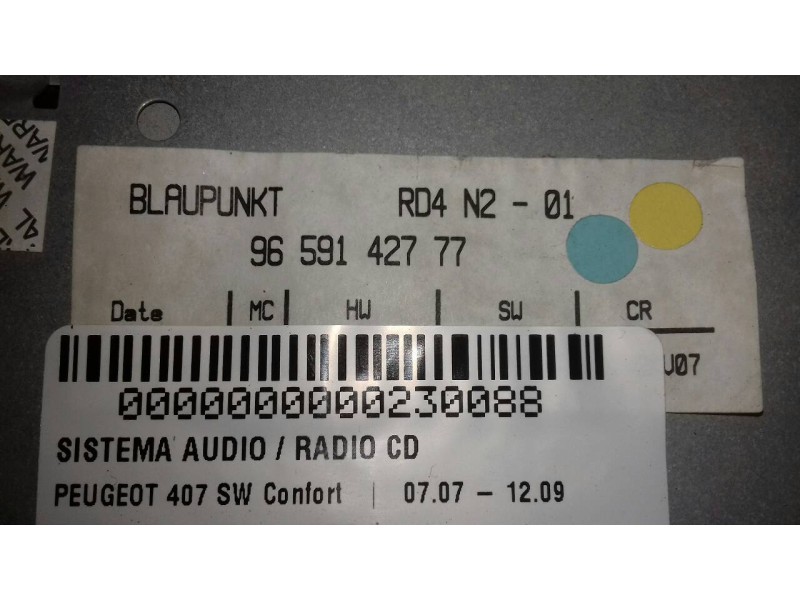 BLAUPUNKT RD4 N2 - 01
96 591 427 77
Date MC HW SW CR
U07
0000000000230088
SISTEMA AUDIO / RADIO CD
PEUGEOT 407 SW Confort | 07.07 - 12.09